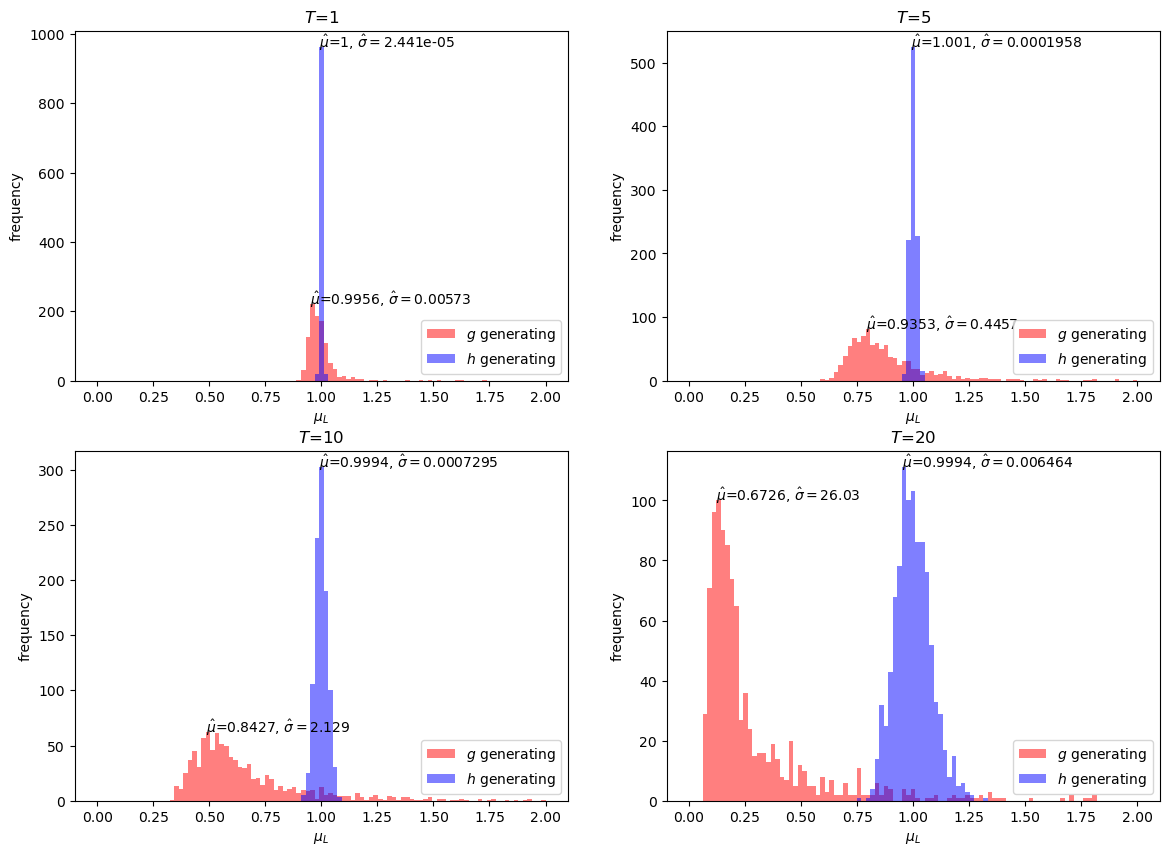 T=1
1000
800
600
400
200
0
frequency
μ̂=1, σ̂ = 2.441e-05
μ̂=0.9956, σ̂ = 0.00573
g generating
h generating
0.00 0.25 0.50 0.75 1.00 1.25 1.50 1.75 2.00
μ_L
T=5
500
400
300
200
100
0
frequency
μ̂=1.001, σ̂ = 0.0001958
μ̂=0.9353, σ̂ = 0.4457
g generating
h generating
0.00 0.25 0.50 0.75 1.00 1.25 1.50 1.75 2.00
μ_L
T=10
300
250
200
150
100
50
0
frequency
μ̂=0.9994, σ̂ = 0.0007295
μ̂=0.8427, σ̂ = 2.129
g generating
h generating
0.00 0.25 0.50 0.75 1.00 1.25 1.50 1.75 2.00
μ_L
T=20
100
80
60
40
20
0
frequency
μ̂=0.9994, σ̂ = 0.006464
μ̂=0.6726, σ̂ = 26.03
g generating
h generating
0.00 0.25 0.50 0.75 1.00 1.25 1.50 1.75 2.00
μ_L